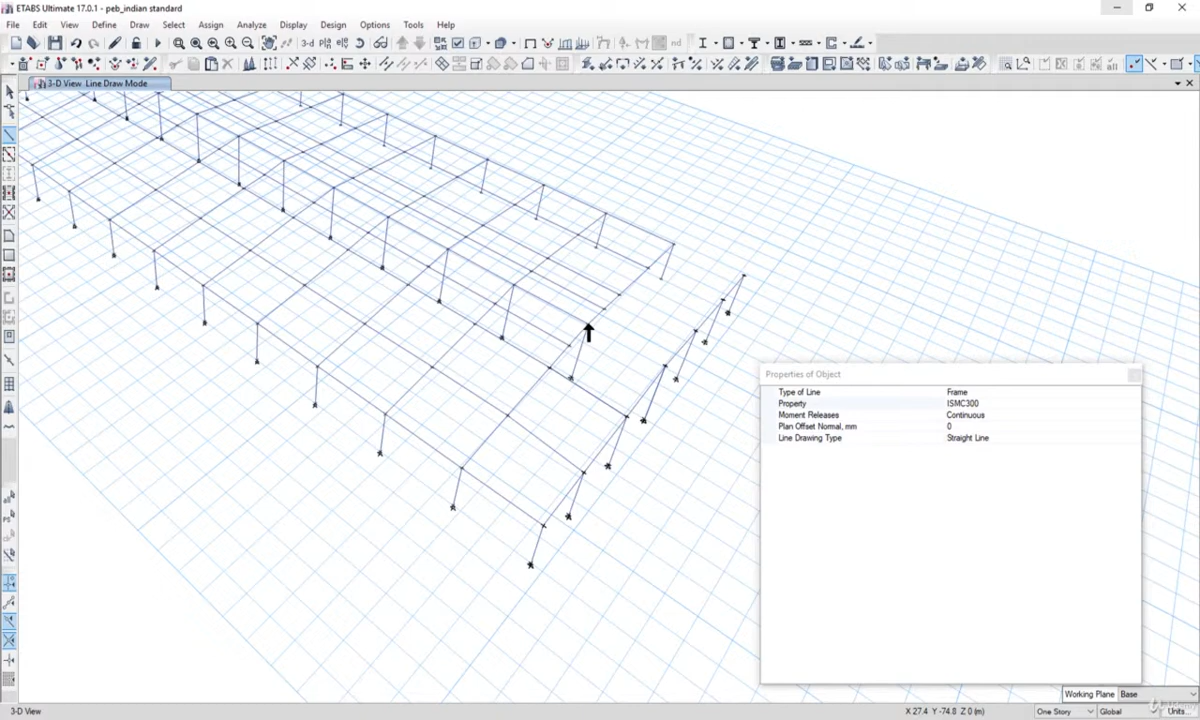 ETABS Ultimate 17.0.1 - peb_indian standard
File Edit View Define Draw Select Assign Analyze Display Design Options Tools Help
3-d
nd
3-D View Line Draw Mode
Properties of Object
Type of Line Frame
Property ISMC300
Moment Releases Continuous
Plan Offset Normal, mm 0
Line Drawing Type Straight Line
Working Plane Base
3-D View
X 27.4 Y -74.8 Z 0 (m)
One Story
Global
Units...